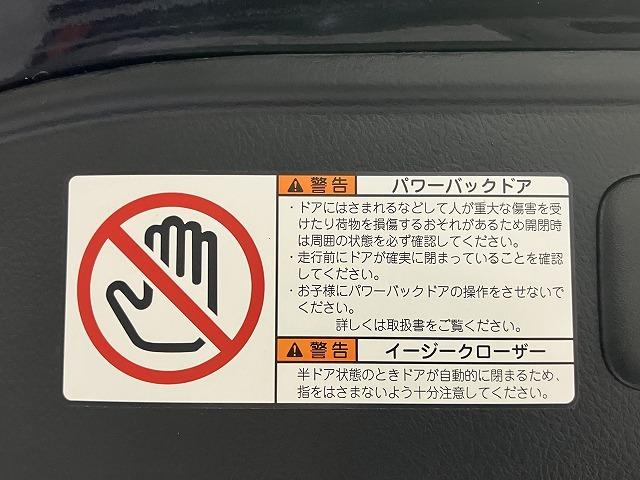 警告 パワーバックドア
・ドアにはさまれるなどして人が重大な傷害を受
けたり荷物を損傷するおそれがあるため開閉時
は周囲の状態を必ず確認してください。
・走行前にドアが確実に閉まっていることを確認
してください。
・お子様にパワーバックドアの操作をさせないで
ください。
詳しくは取扱書をご覧ください。
警告 イージークローザー
半ドア状態のときドアが自動的に閉まるため、
指をはさまないよう十分注意してください。